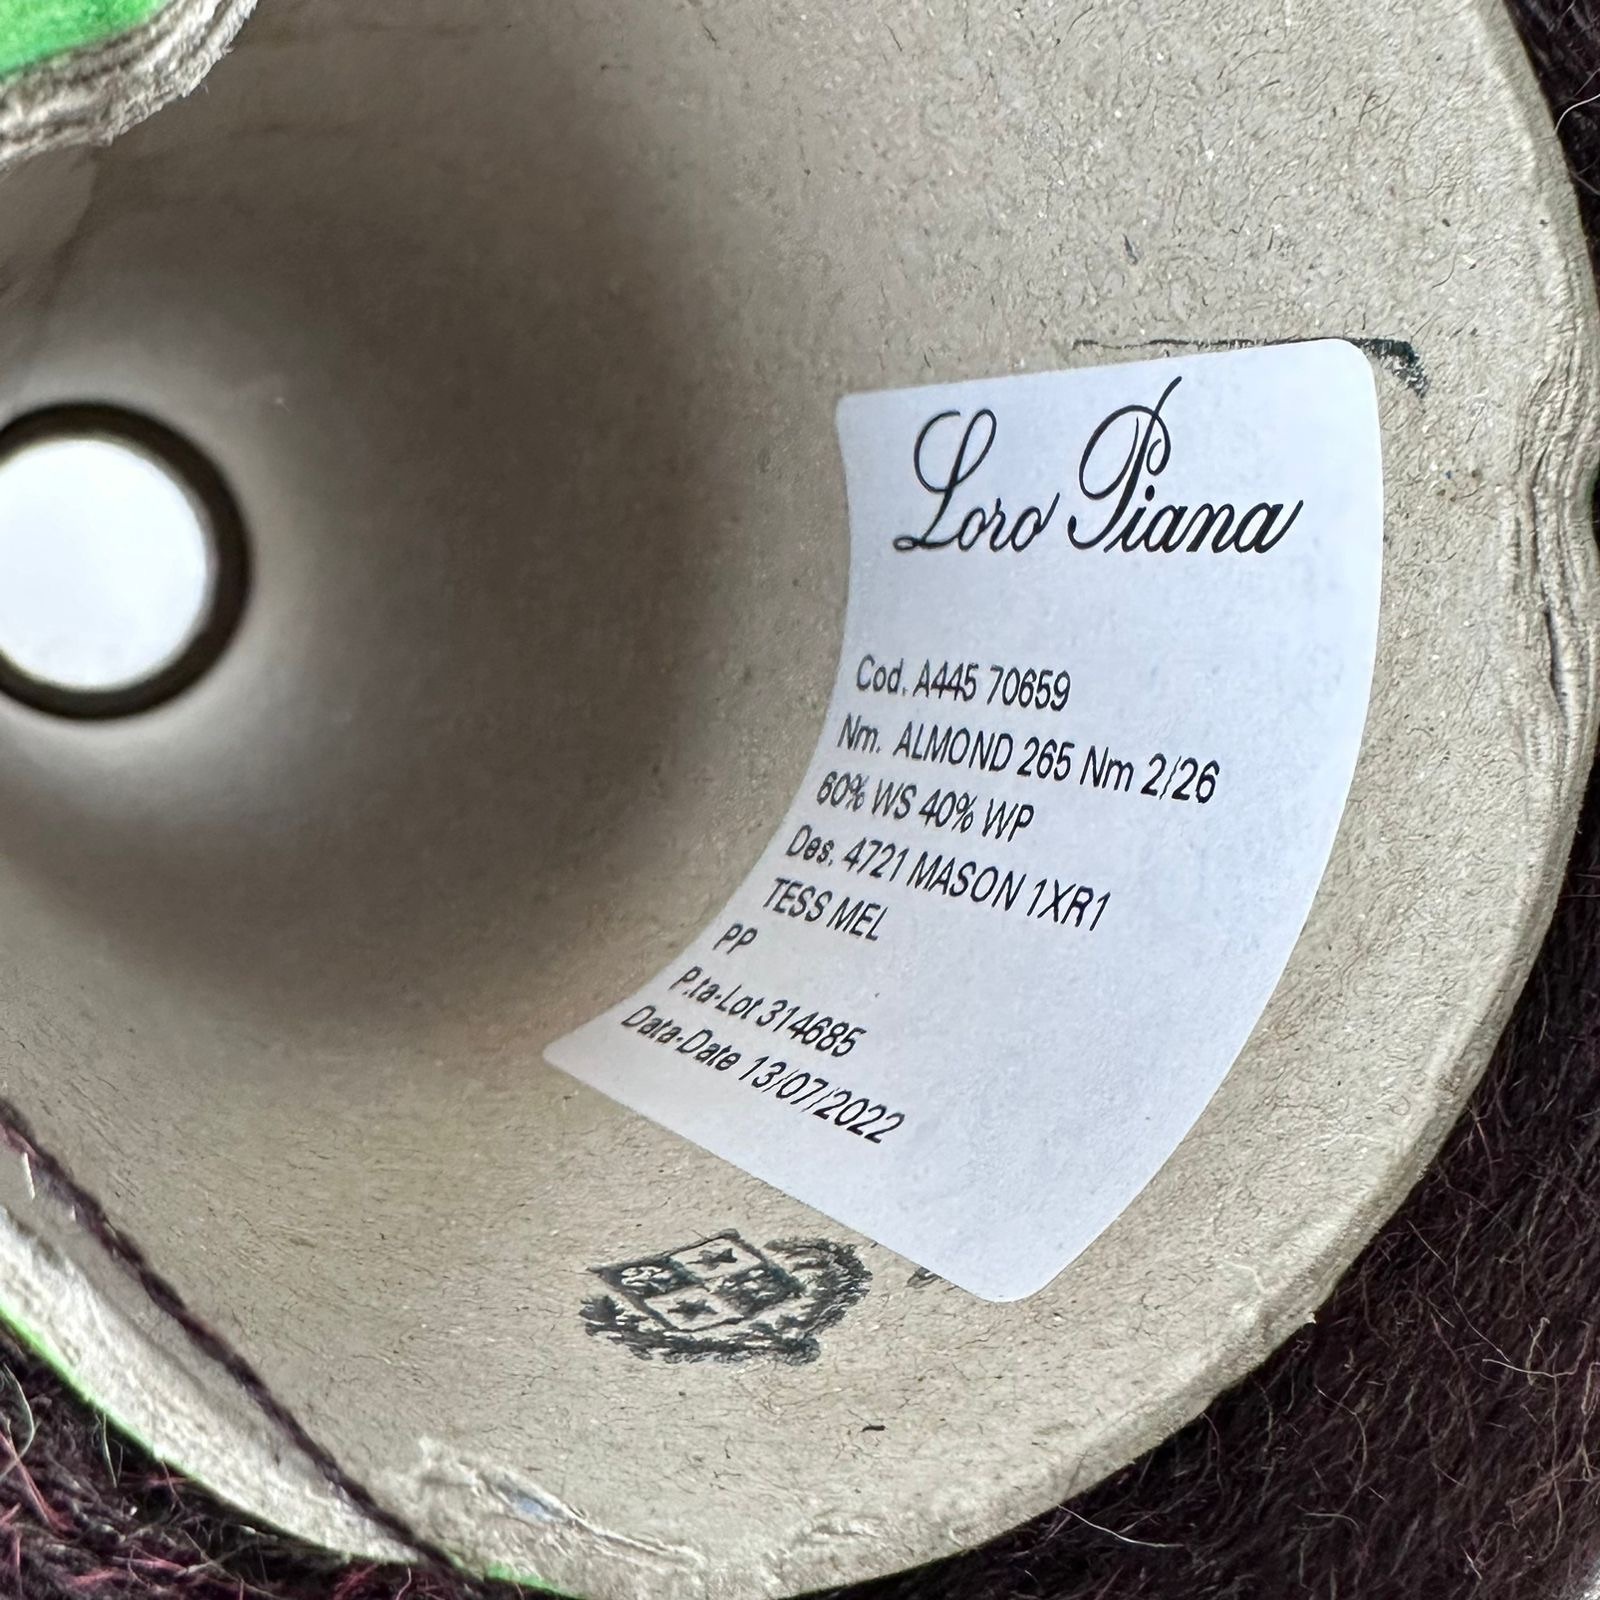 Loro Piana
Cod. A445 70659
Nm. ALMOND 265 Nm 2/26
60% WS 40% WP
Des. 4721 MASON 1XR1
TESS MEL
PP
P.ta-Lot 314685
Data-Date 13/07/2022